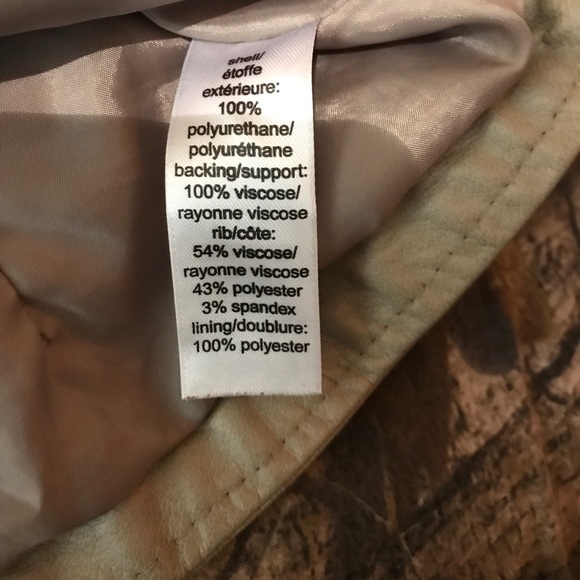 shell/
étoffe
extérieure:
100%
polyurethane/
polyuréthane
backing/support:
100% viscose/
rayonne viscose
rib/côte:
54% viscose/
rayonne viscose
43% polyester
3% spandex
lining/doublure:
100% polyester